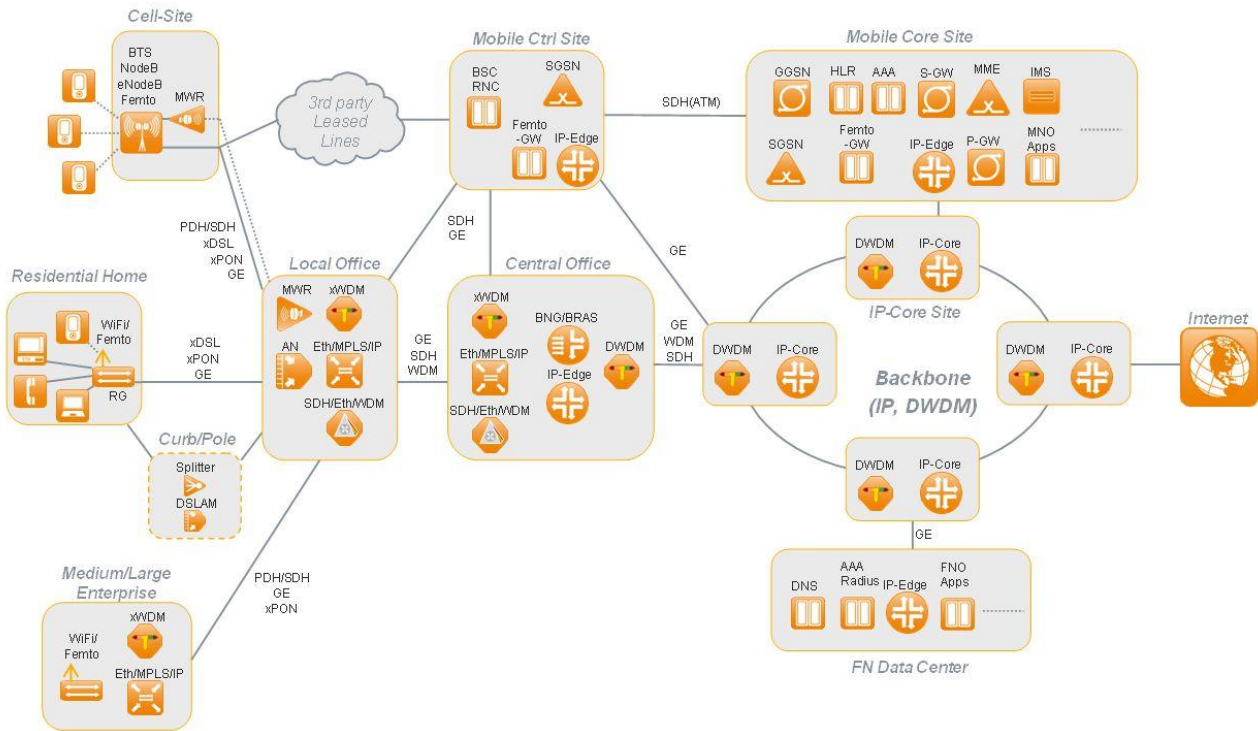 Cell-Site
BTS
NodeB
eNodeB
Femto
MWR
3rd party
Leased
Lines
Mobile Ctrl Site
BSC
RNC
SGSN
Femto
-GW
IP-Edge
SDH(ATM)
Mobile Core Site
GGSN
HLR
AAA
S-GW
MME
IMS
SGSN
Femto
-GW
IP-Edge
P-GW
MNO
Apps
PDH/SDH
xDSL
xPON
GE
SDH
GE
GE
Residential Home
WiFi/
Femto
RG
xDSL
xPON
GE
Curb/Pole
Splitter
DSLAM
Local Office
MWR
xWDM
AN
Eth/MPLS/IP
SDH/Eth/WDM
GE
SDH
WDM
Central Office
xWDM
BNG/BRAS
Eth/MPLS/IP
DWDM
IP-Edge
SDH/Eth/WDM
GE
WDM
SDH
DWDM
IP-Core
DWDM
IP-Core
IP-Core Site
Backbone
(IP, DWDM)
DWDM
IP-Core
Internet
DWDM
IP-Core
GE
Medium/Large
Enterprise
xWDM
WiFi/
Femto
Eth/MPLS/IP
PDH/SDH
GE
xPON
DNS
AAA
Radius
IP-Edge
FNO
Apps
FN Data Center